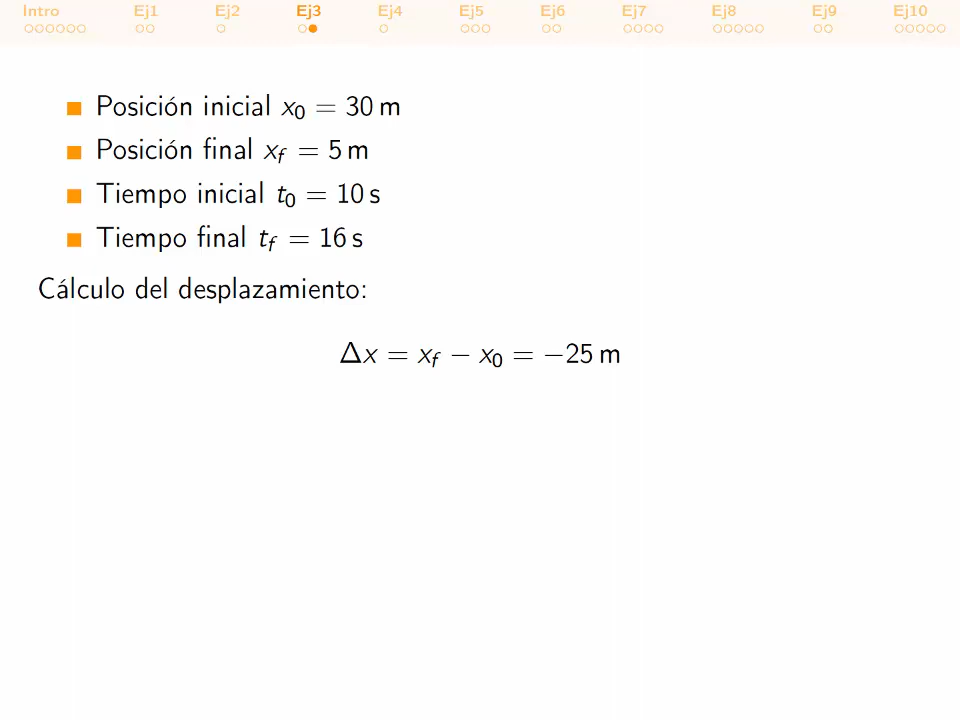 Intro Ej1 Ej2 Ej3 Ej4 Ej5 Ej6 Ej7 Ej8 Ej9 Ej10
Posición inicial x₀ = 30 m
Posición final x_f = 5 m
Tiempo inicial t₀ = 10 s
Tiempo final t_f = 16 s
Cálculo del desplazamiento:
Δx = x_f − x₀ = −25 m